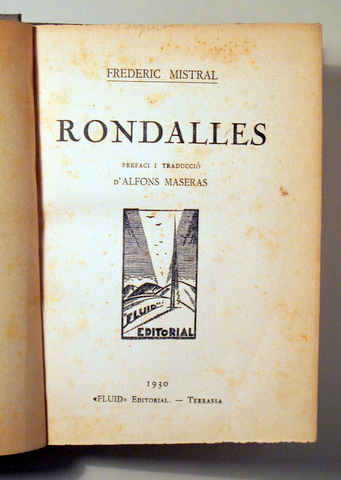 FREDERIC MISTRAL
RONDALLES
PREFACI I TRADUCCIÓ
D'ALFONS MASERAS
"FLUID"
EDITORIAL
1930
«FLUID» EDITORIAL. — TERRASSA